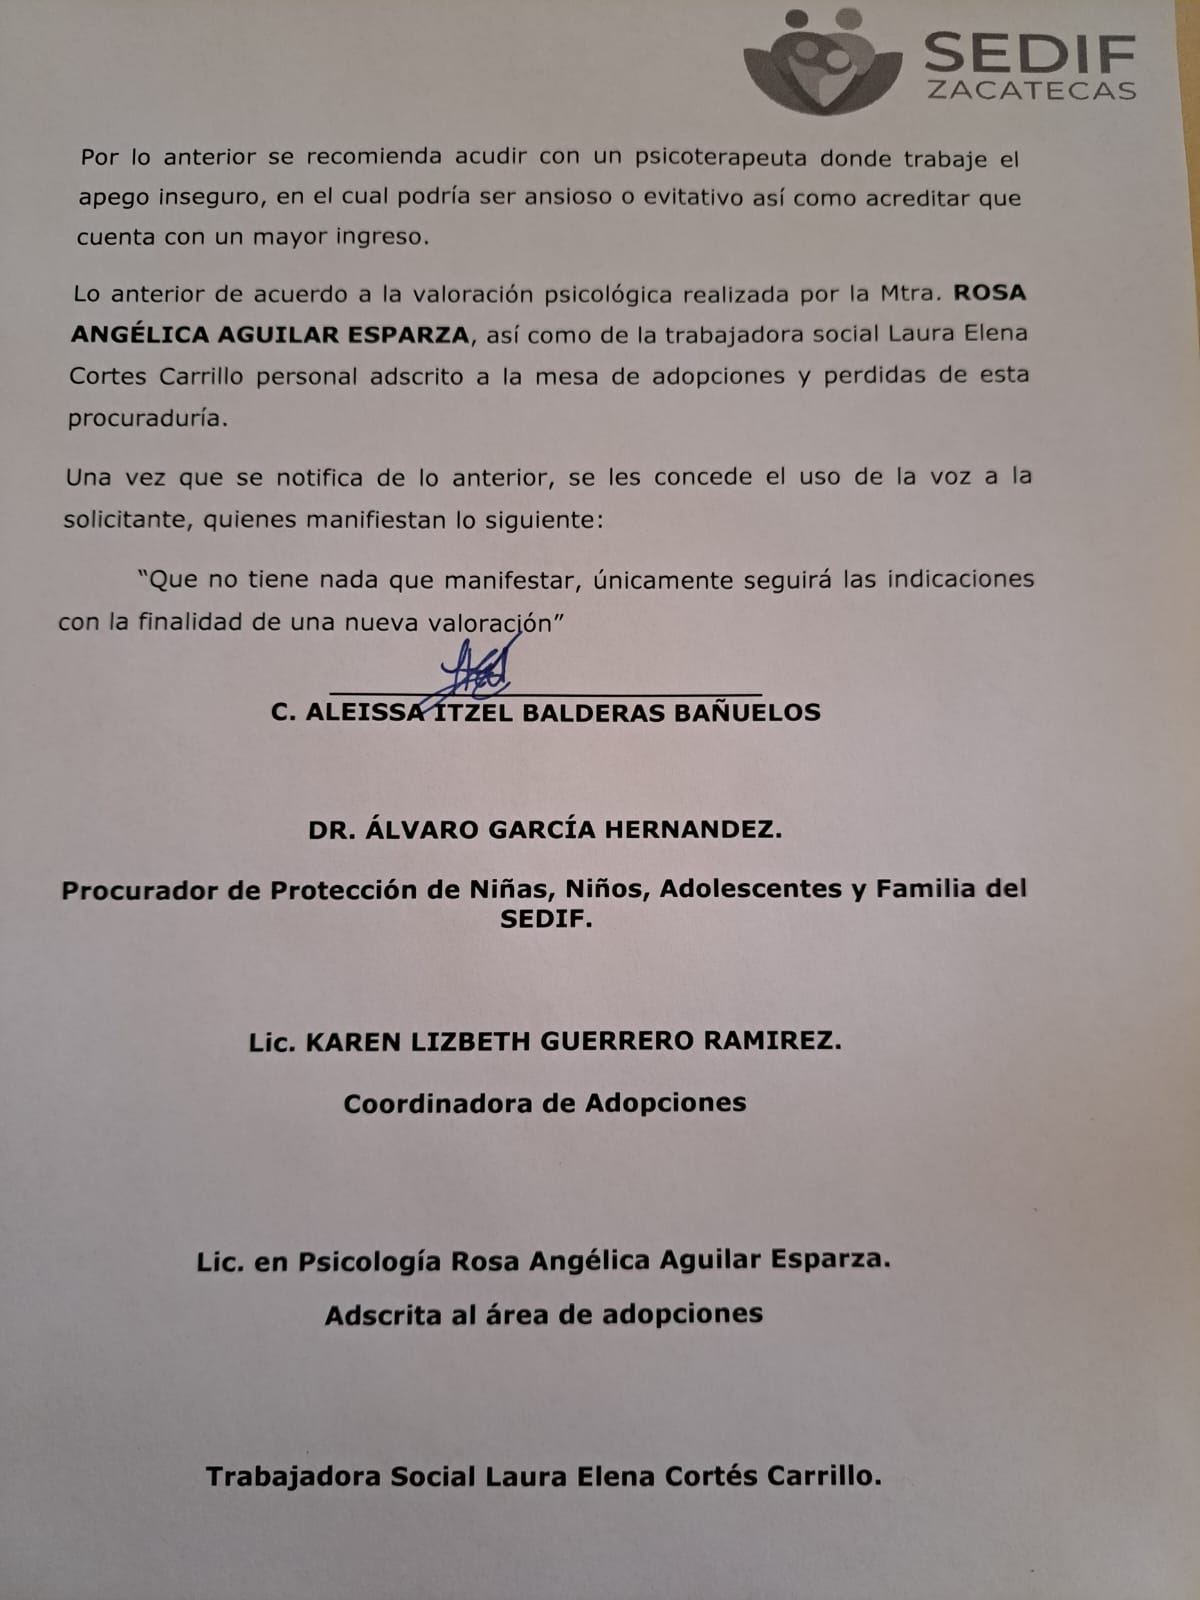 SEDIF
ZACATECAS
Por lo anterior se recomienda acudir con un psicoterapeuta donde trabaje el
apego inseguro, en el cual podría ser ansioso o evitativo así como acreditar que
cuenta con un mayor ingreso.
Lo anterior de acuerdo a la valoración psicológica realizada por la Mtra. ROSA
ANGÉLICA AGUILAR ESPARZA, así como de la trabajadora social Laura Elena
Cortes Carrillo personal adscrito a la mesa de adopciones y perdidas de esta
procuraduría.
Una vez que se notifica de lo anterior, se les concede el uso de la voz a la
solicitante, quienes manifiestan lo siguiente:
“Que no tiene nada que manifestar, únicamente seguirá las indicaciones
con la finalidad de una nueva valoración”
C. ALEISSA ITZEL BALDERAS BAÑUELOS
DR. ÁLVARO GARCÍA HERNANDEZ.
Procurador de Protección de Niñas, Niños, Adolescentes y Familia del
SEDIF.
Lic. KAREN LIZBETH GUERRERO RAMIREZ.
Coordinadora de Adopciones
Lic. en Psicología Rosa Angélica Aguilar Esparza.
Adscrita al área de adopciones
Trabajadora Social Laura Elena Cortés Carrillo.